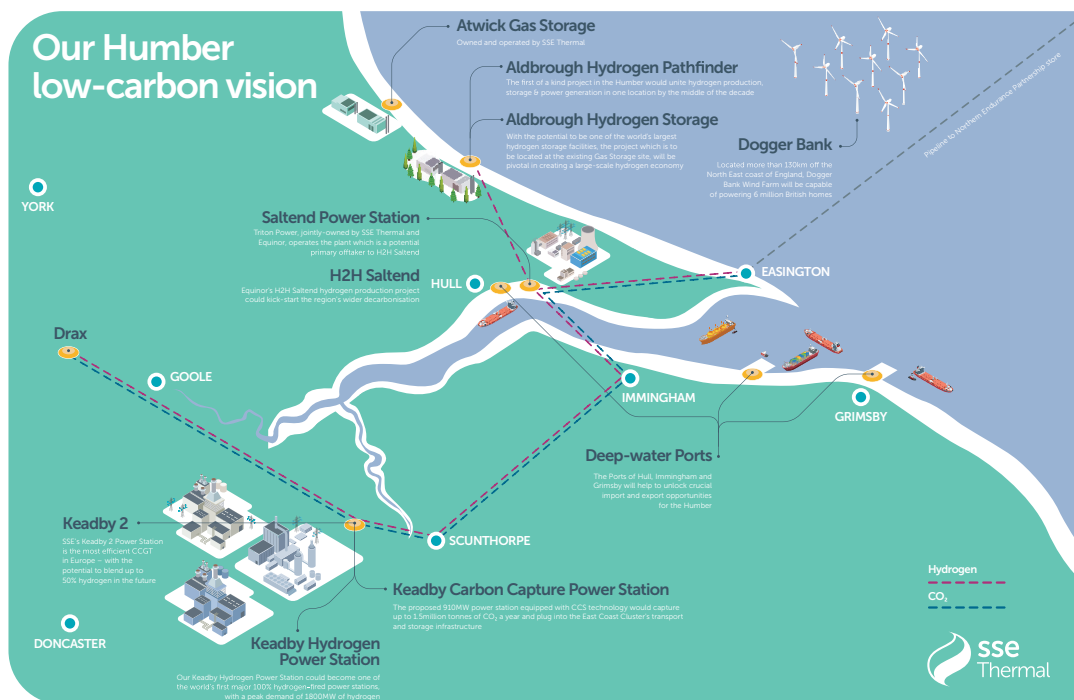 Our Humber
low-carbon vision
Atwick Gas Storage
Owned and operated by SSE Thermal
Aldbrough Hydrogen Pathfinder
The first of a kind project in the Humber would unite hydrogen production,
storage & power generation in one location by the middle of the decade
Aldbrough Hydrogen Storage
With the potential to be one of the world's largest
hydrogen storage facilities, the project which is to
be located at the existing Gas Storage site, will be
pivotal in creating a large-scale hydrogen economy
Dogger Bank
Located more than 130km off the
North East coast of England, Dogger
Bank Wind Farm will be capable
of powering 6 million British homes
Pipeline to Northern Endurance Partnership store
YORK
Saltend Power Station
Triton Power, jointly-owned by SSE Thermal and
Equinor, operates the plant which is a potential
primary offtaker to H2H Saltend
H2H Saltend
Equinor's H2H Saltend hydrogen production project
could kick-start the region's wider decarbonisation
HULL
EASINGTON
Drax
GOOLE
IMMINGHAM
GRIMSBY
Deep-water Ports
The Ports of Hull, Immingham and
Grimsby will help to unlock crucial
import and export opportunities
for the Humber
Keadby 2
SSE's Keadby 2 Power Station
is the most efficient CCGT
in Europe – with the
potential to blend up to
50% hydrogen in the future
SCUNTHORPE
Keadby Carbon Capture Power Station
The proposed 910MW power station equipped with CCS technology would capture
up to 1.5million tonnes of CO₂ a year and plug into the East Coast Cluster's transport
and storage infrastructure
DONCASTER
Keadby Hydrogen
Power Station
Our Keadby Hydrogen Power Station could become one of
the world's first major 100% hydrogen-fired power stations,
with a peak demand of 1800MW of hydrogen
Hydrogen
CO₂
sse
Thermal